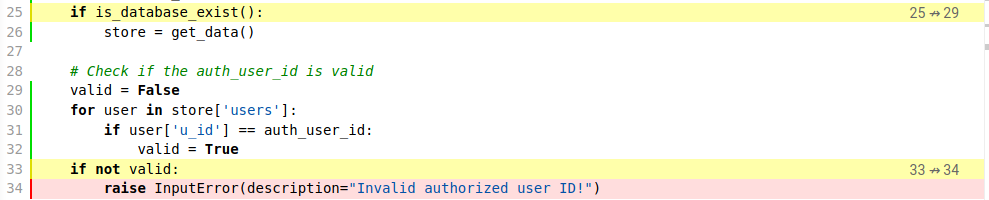 25 if is_database_exist(): 25 ↛ 29
26 store = get_data()
27
28 # Check if the auth_user_id is valid
29 valid = False
30 for user in store['users']:
31 if user['u_id'] == auth_user_id:
32 valid = True
33 if not valid: 33 ↛ 34
34 raise InputError(description="Invalid authorized user ID!")